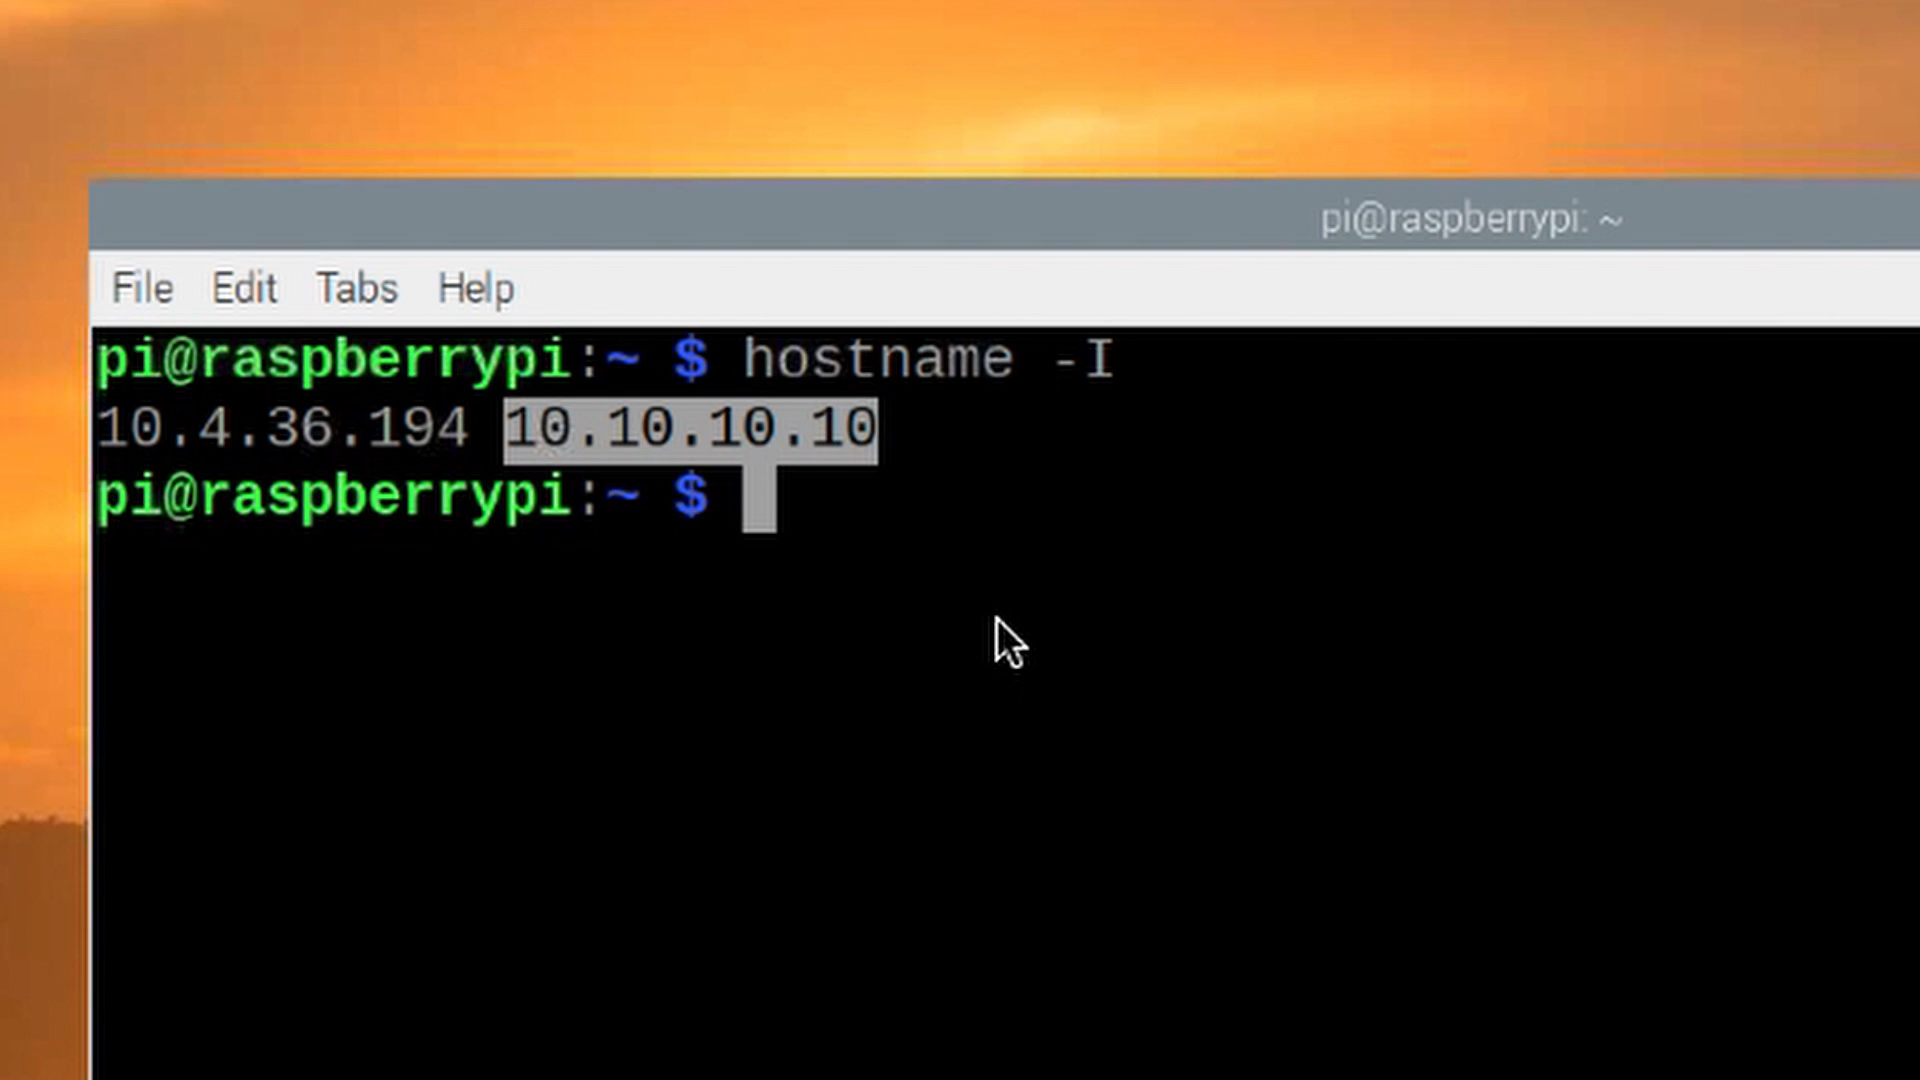 pi@raspberrypi: ~
File Edit Tabs Help
pi@raspberrypi:~ $ hostname -I
10.4.36.194 10.10.10.10
pi@raspberrypi:~ $